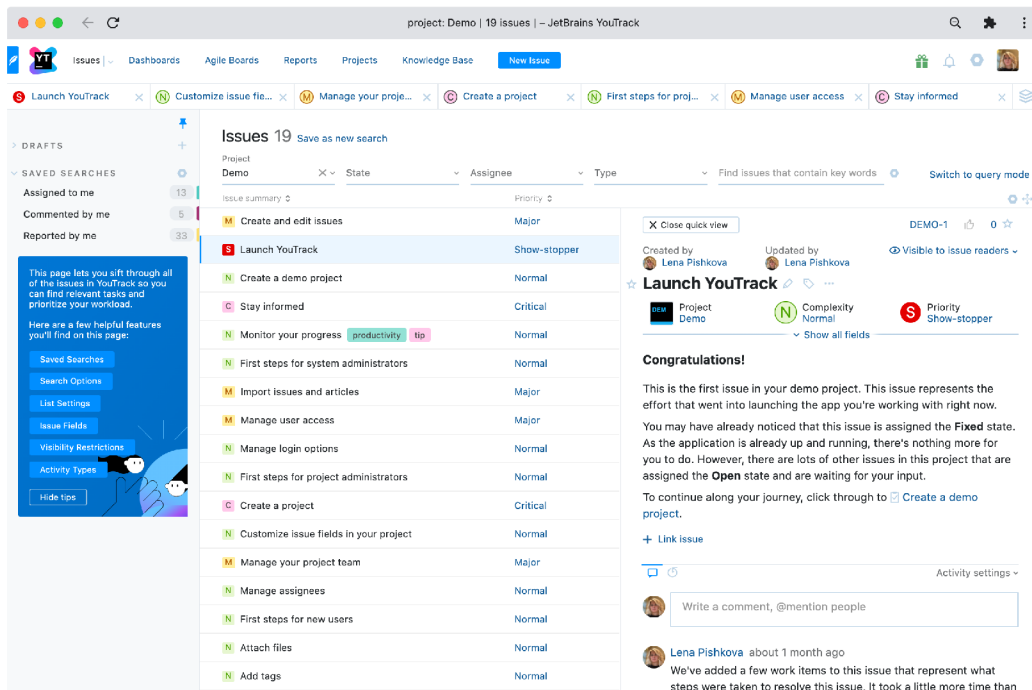 project: Demo | 19 issues | – JetBrains YouTrack
YT
Issues
Dashboards
Agile Boards
Reports
Projects
Knowledge Base
New Issue
S Launch YouTrack
N Customize issue fie...
M Manage your proje...
C Create a project
N First steps for proj...
M Manage user access
C Stay informed
DRAFTS
SAVED SEARCHES
Assigned to me 13
Commented by me 5
Reported by me 33
This page lets you sift through all
of the issues in YouTrack so you
can find relevant tasks and
prioritize your workload.
Here are a few helpful features
you'll find on this page:
Saved Searches
Search Options
List Settings
Issue Fields
Visibility Restrictions
Activity Types
Hide tips
Issues 19 Save as new search
Project
Demo
State
Assignee
Type
Find issues that contain key words
Switch to query mode
Issue summary
Priority
M Create and edit issues Major
S Launch YouTrack Show-stopper
N Create a demo project Normal
C Stay informed Critical
N Monitor your progress productivity tip Normal
N First steps for system administrators Normal
M Import issues and articles Major
M Manage user access Major
N Manage login options Normal
N First steps for project administrators Normal
C Create a project Critical
N Customize issue fields in your project Normal
M Manage your project team Major
N Manage assignees Normal
N First steps for new users Normal
N Attach files Normal
N Add tags Normal
Close quick view
DEMO-1
0
Created by
Lena Pishkova
Updated by
Lena Pishkova
Visible to issue readers
Launch YouTrack
DEM
Project
Demo
N
Complexity
Normal
S
Priority
Show-stopper
Show all fields
Congratulations!
This is the first issue in your demo project. This issue represents the
effort that went into launching the app you're working with right now.
You may have already noticed that this issue is assigned the Fixed state.
As the application is already up and running, there's nothing more for
you to do. However, there are lots of other issues in this project that are
assigned the Open state and are waiting for your input.
To continue along your journey, click through to Create a demo
project.
Link issue
Activity settings
Write a comment, @mention people
Lena Pishkova about 1 month ago
We've added a few work items to this issue that represent what
steps were taken to resolve this issue. It took a little more time than